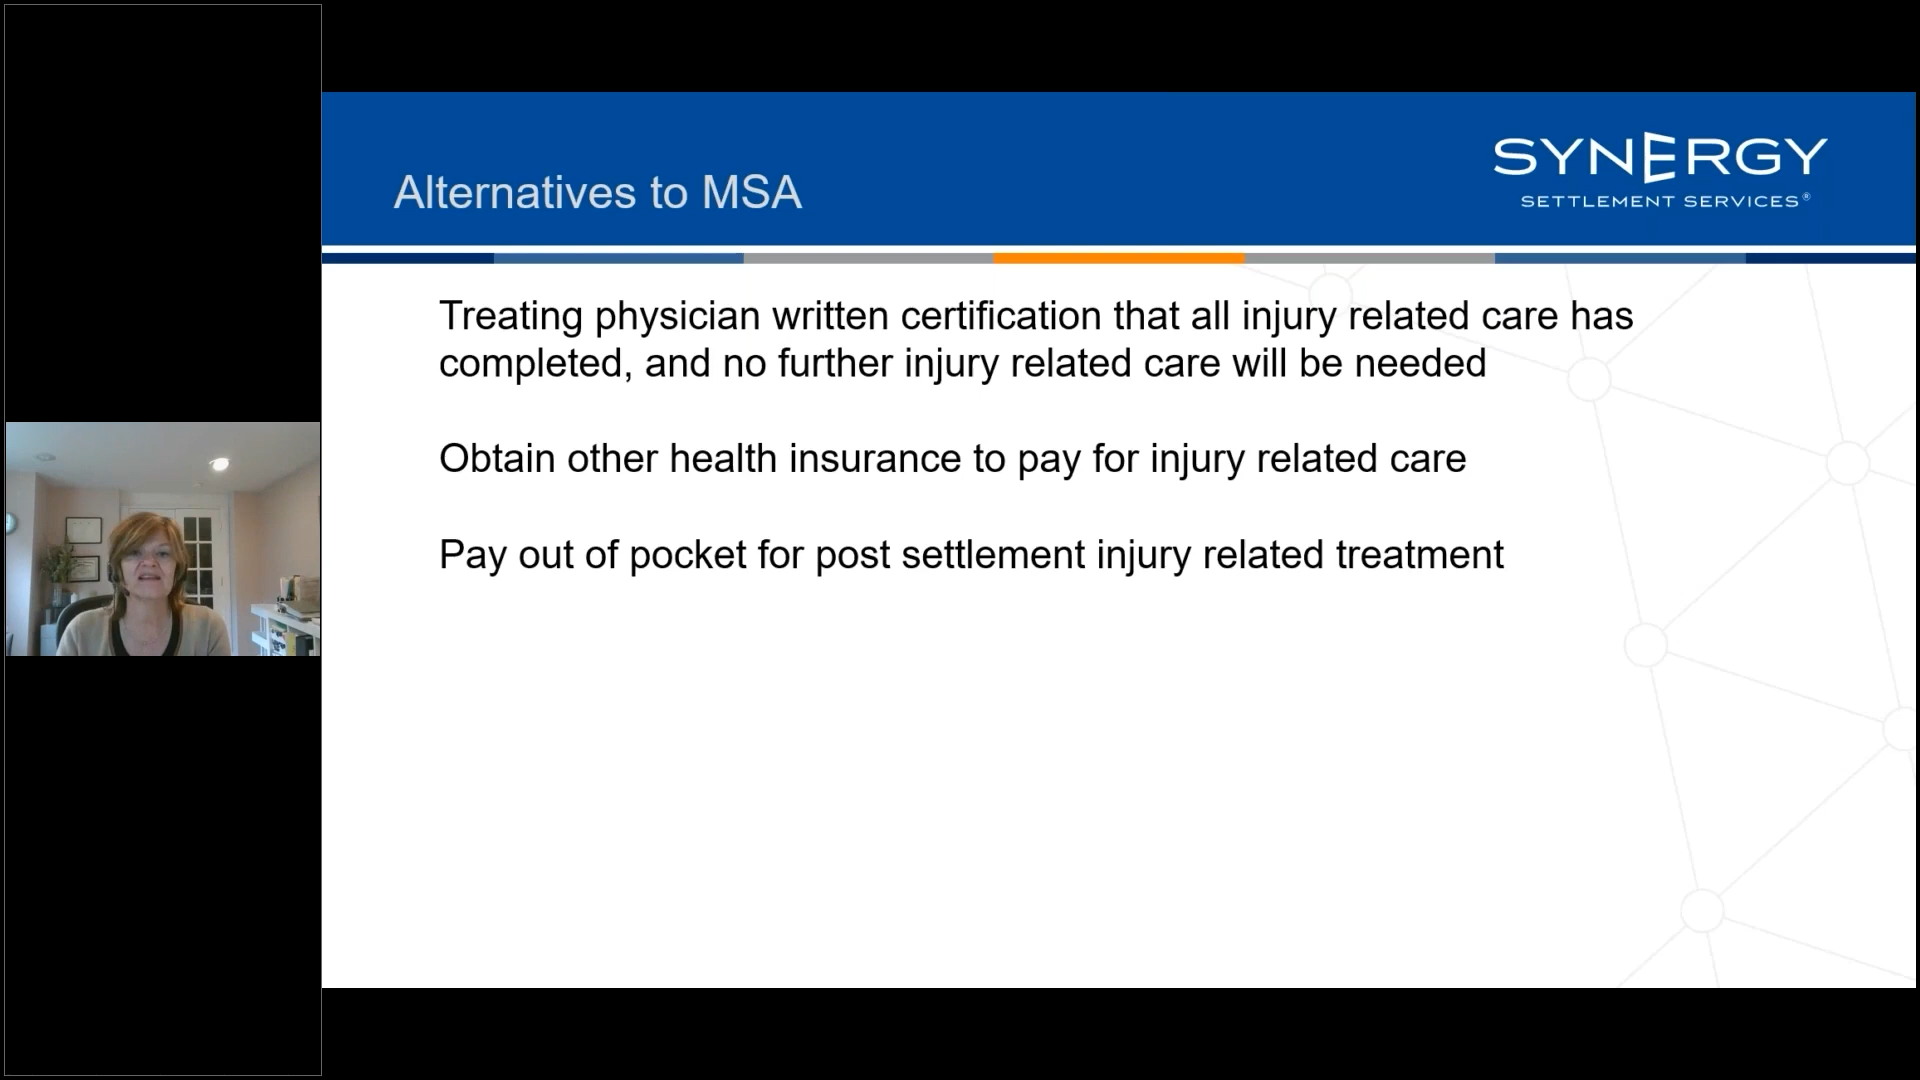 Alternatives to MSA
SYNERGY
SETTLEMENT SERVICES®
Treating physician written certification that all injury related care has
completed, and no further injury related care will be needed
Obtain other health insurance to pay for injury related care
Pay out of pocket for post settlement injury related treatment